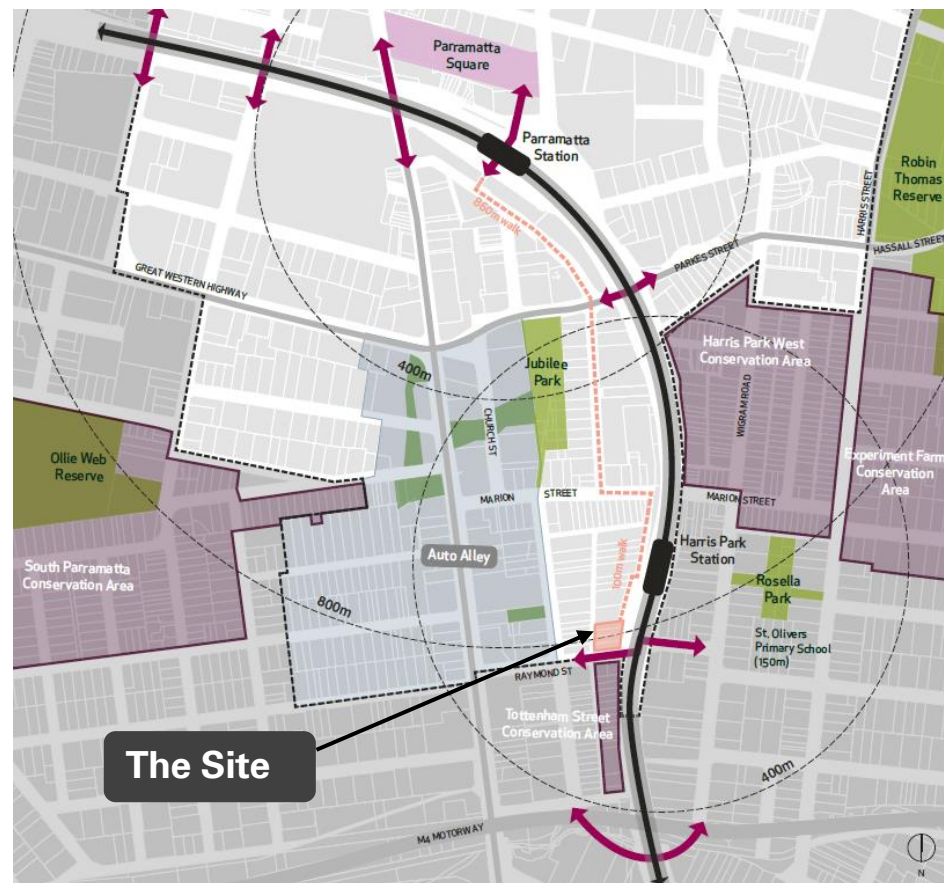 Parramatta
Square
Parramatta
Station
Robin
Thomas
Reserve
HARRIS STREET
HASSALL STREET
860m walk
PARKES STREET
GREAT WESTERN HIGHWAY
Harris Park West
Conservation Area
400m
Jubilee
Park
CHURCH ST
WIGRAM ROAD
Ollie Web
Reserve
Experiment Farm
Conservation
Area
MARION STREET
MARION STREET
Auto Alley
Harris Park
Station
South Parramatta
Conservation Area
100m walk
Rosella
Park
800m
St. Olivers
Primary School
(150m)
RAYMOND ST
Tottenham Street
Conservation Area
The Site
400m
M4 MOTORWAY
N